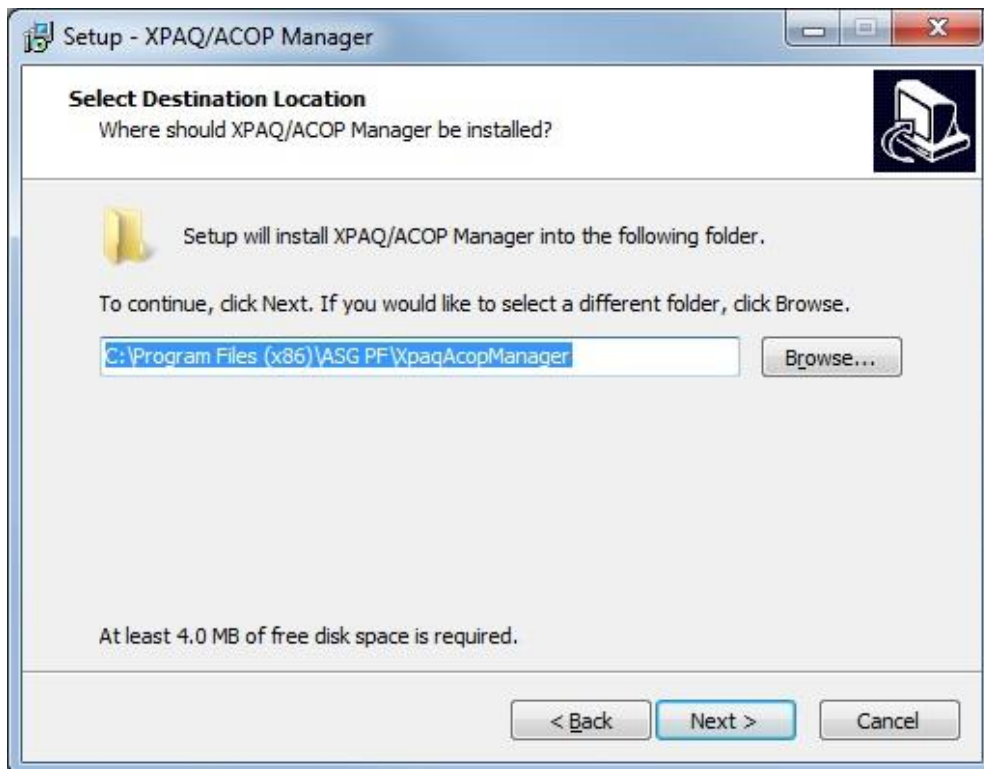 Setup - XPAQ/ACOP Manager
Select Destination Location
Where should XPAQ/ACOP Manager be installed?
Setup will install XPAQ/ACOP Manager into the following folder.
To continue, click Next. If you would like to select a different folder, click Browse.
C:\Program Files (x86)\ASG PF\XpaqAcopManager
Browse...
At least 4.0 MB of free disk space is required.
< Back
Next >
Cancel